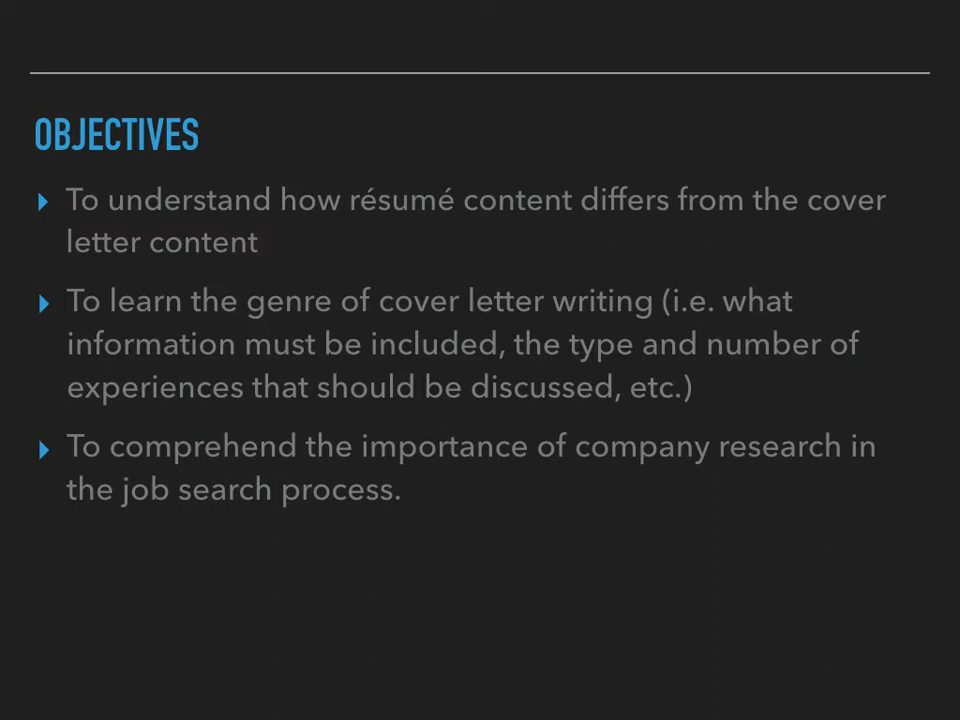 OBJECTIVES
To understand how résumé content differs from the cover
letter content
To learn the genre of cover letter writing (i.e. what
information must be included, the type and number of
experiences that should be discussed, etc.)
To comprehend the importance of company research in
the job search process.